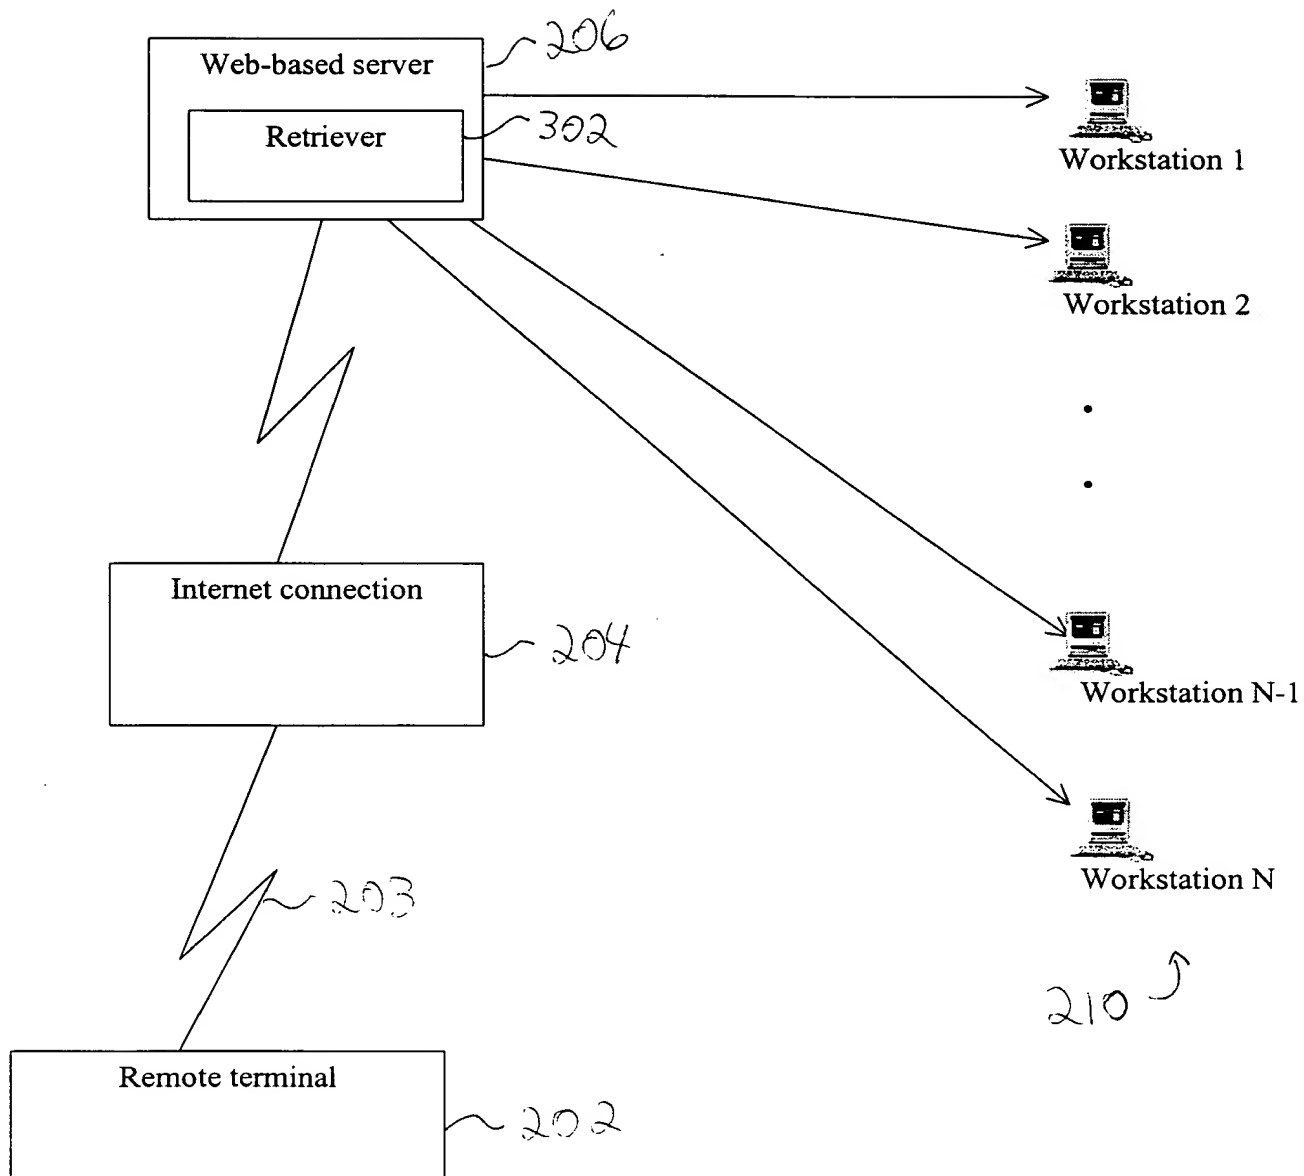 206
Web-based server
302
Retriever
Workstation 1
Workstation 2
Internet connection
204
Workstation N-1
Workstation N
203
210
Remote terminal
202